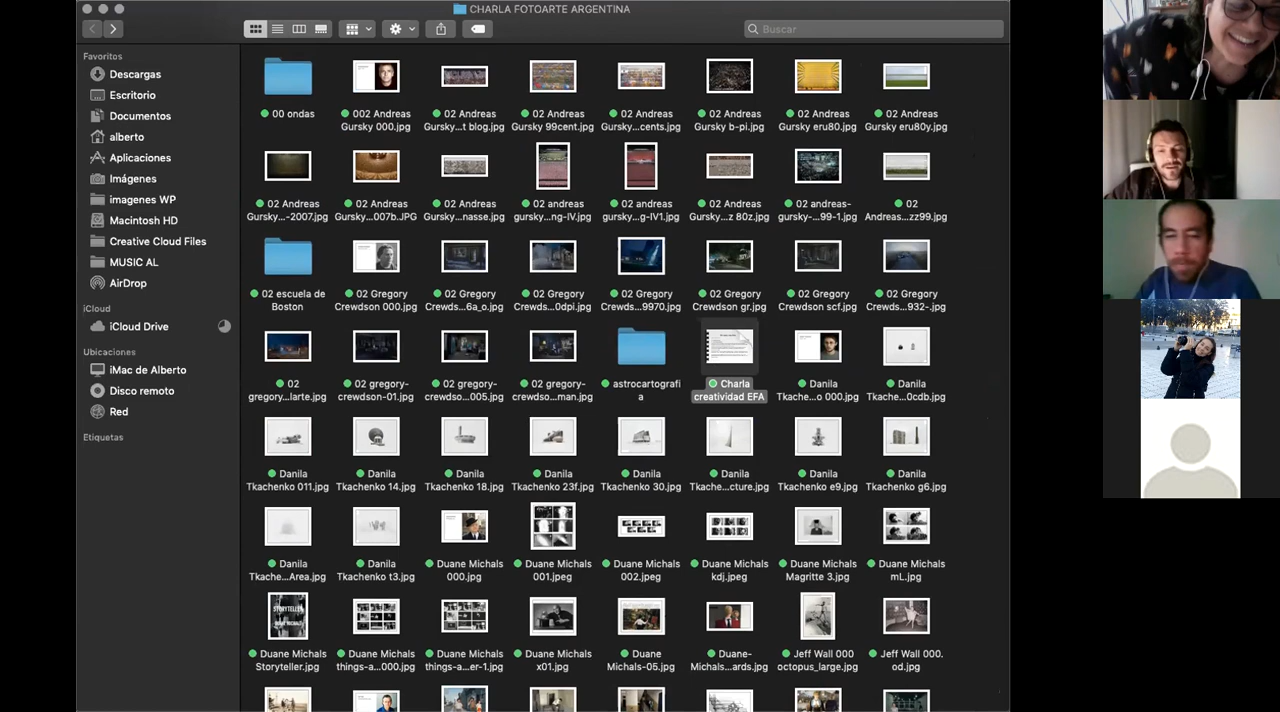 CHARLA FOTOARTE ARGENTINA
Buscar
Favoritos
Descargas
Escritorio
Documentos
alberto
Aplicaciones
Imágenes
imagenes WP
Macintosh HD
Creative Cloud Files
MUSIC AL
AirDrop
iCloud
iCloud Drive
Ubicaciones
iMac de Alberto
Disco remoto
Red
Etiquetas
00 ondas
002 Andreas
Gursky 000.jpg
02 Andreas
Gursky...t blog.jpg
02 Andreas
Gursky 99cent.jpg
02 Andreas
Gursky...cents.jpg
02 Andreas
Gursky b-pi.jpg
02 Andreas
Gursky eru80.jpg
02 Andreas
Gursky eru80y.jpg
02 Andreas
Gursky...-2007.jpg
02 Andreas
Gursky...007b.JPG
02 Andreas
Gursky...nasse.jpg
02 andreas
gursky...ng-IV.jpg
02 andreas
gursky...g-IV1.jpg
02 Andreas
Gursky...z 80z.jpg
02 andreas-
gursky-...99-1.jpg
02
Andreas...zz99.jpg
02 escuela de
Boston
02 Gregory
Crewdson 000.jpg
02 Gregory
Crewds...6a_o.jpg
02 Gregory
Crewds...0dpi.jpg
02 Gregory
Crewds...9970.jpg
02 Gregory
Crewdson gr.jpg
02 Gregory
Crewdson scf.jpg
02 Gregory
Crewds...932-.jpg
02
gregory...larte.jpg
02 gregory-
crewdson-01.jpg
02 gregory-
crewdso...005.jpg
02 gregory-
crewdso...man.jpg
astrocartografi
a
Charla
creatividad EFA
Danila
Tkache...o 000.jpg
Danila
Tkache...0cdb.jpg
Danila
Tkachenko 011.jpg
Danila
Tkachenko 14.jpg
Danila
Tkachenko 18.jpg
Danila
Tkachenko 23f.jpg
Danila
Tkachenko 30.jpg
Danila
Tkache...cture.jpg
Danila
Tkachenko e9.jpg
Danila
Tkachenko g6.jpg
Danila
Tkache...Area.jpg
Danila
Tkachenko t3.jpg
Duane Michals
000.jpg
Duane Michals
001.jpeg
Duane Michals
002.jpeg
Duane Michals
kdj.jpeg
Duane Michals
Magritte 3.jpg
Duane Michals
mL.jpg
STORYTELLER
Duane Michals
Storyteller.jpg
Duane Michals
things-a...000.jpg
Duane Michals
things-a...er-1.jpg
Duane Michals
x01.jpg
Duane
Michals-05.jpg
Duane-
Michals...ards.jpg
Jeff Wall 000
octopus_large.jpg
Jeff Wall 000.
od.jpg